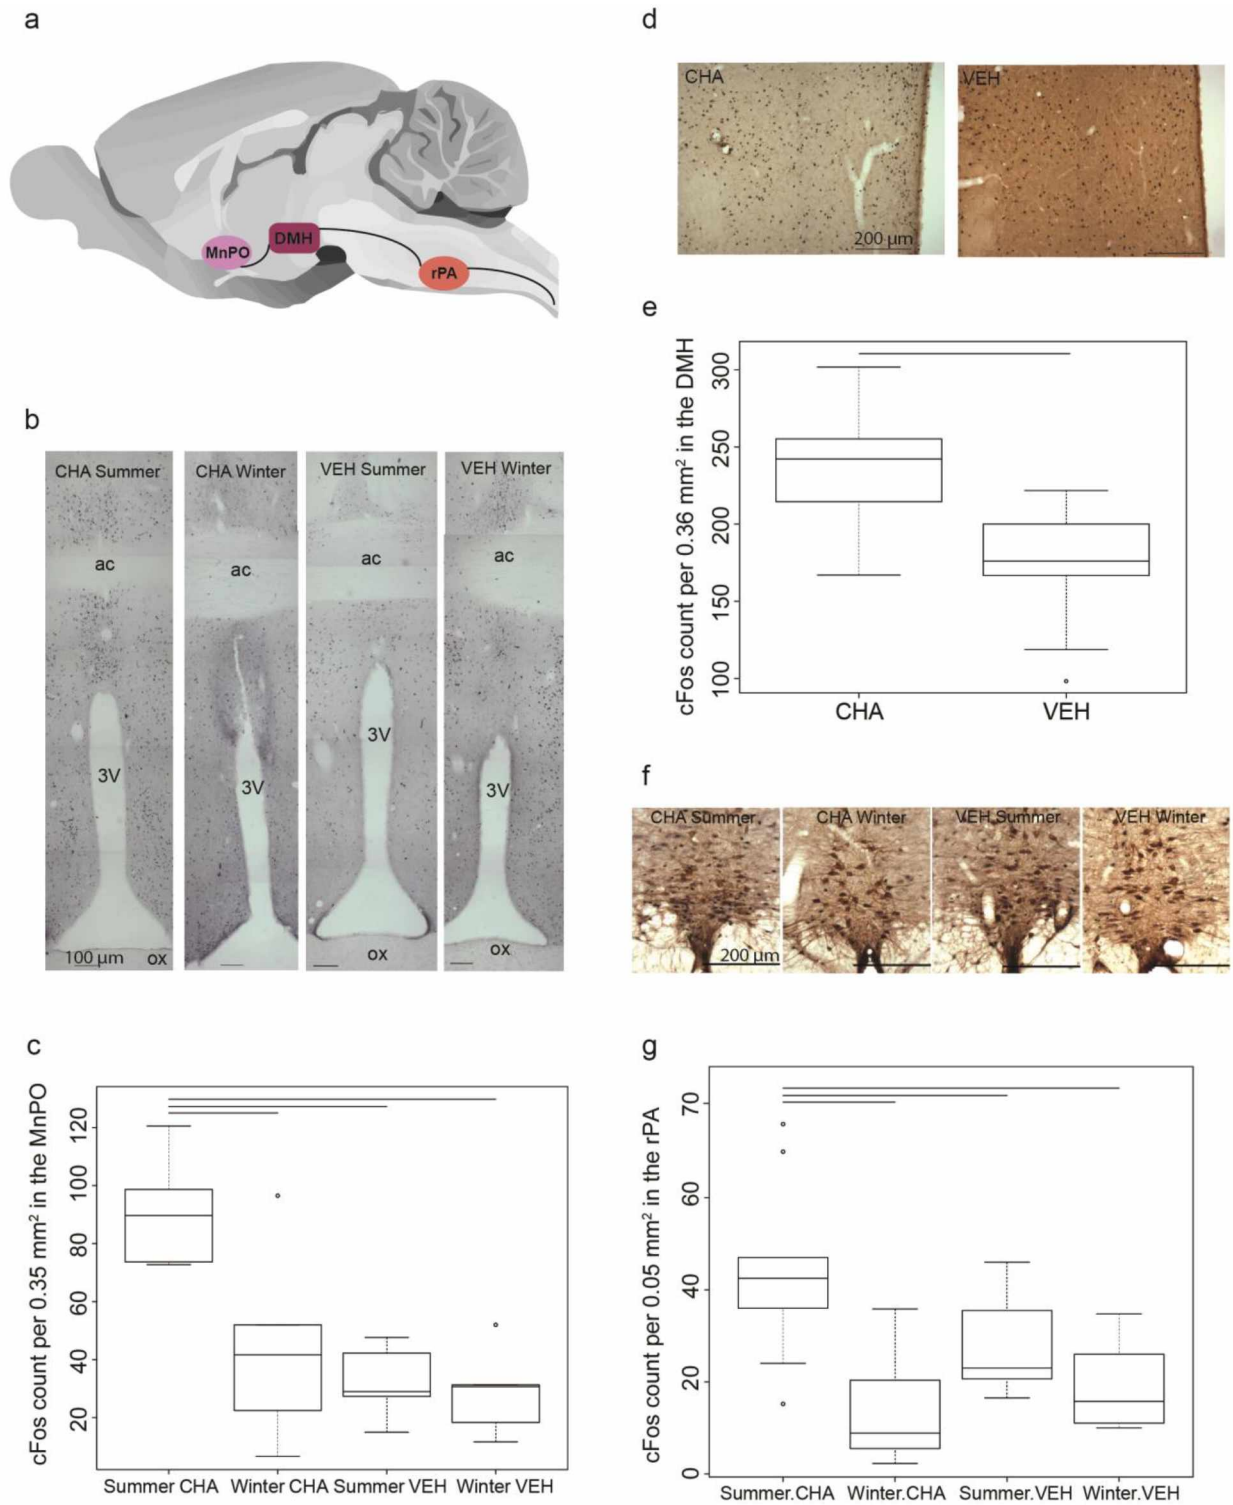 a
MnPO
DMH
rPA
b
CHA Summer
CHA Winter
VEH Summer
VEH Winter
ac
ac
ac
ac
3V
3V
3V
3V
100 µm
ox
ox
ox
c
cFos count per 0.35 mm² in the MnPO
120
100
80
60
40
20
Summer CHA
Winter CHA
Summer VEH
Winter VEH
d
CHA
VEH
200 µm
e
cFos count per 0.36 mm² in the DMH
300
250
200
150
100
CHA
VEH
f
CHA Summer
CHA Winter
VEH Summer
VEH Winter
200 µm
g
cFos count per 0.05 mm² in the rPA
70
60
40
20
0
Summer.CHA
Winter.CHA
Summer.VEH
Winter.VEH